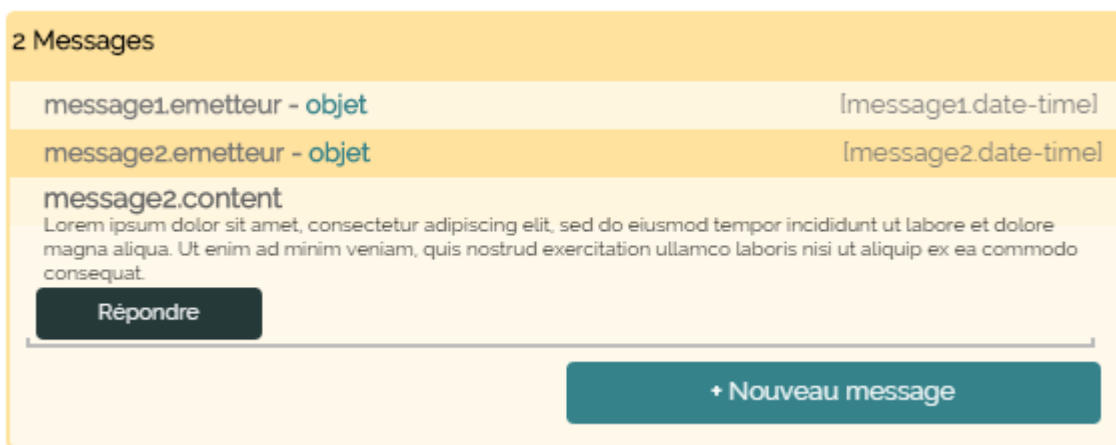 2 Messages
message1.emetteur - objet [message1.date-time]
message2.emetteur - objet [message2.date-time]
message2.content
Lorem ipsum dolor sit amet, consectetur adipiscing elit, sed do eiusmod tempor incididunt ut labore et dolore
magna aliqua. Ut enim ad minim veniam, quis nostrud exercitation ullamco laboris nisi ut aliquip ex ea commodo
consequat.
Répondre
+ Nouveau message